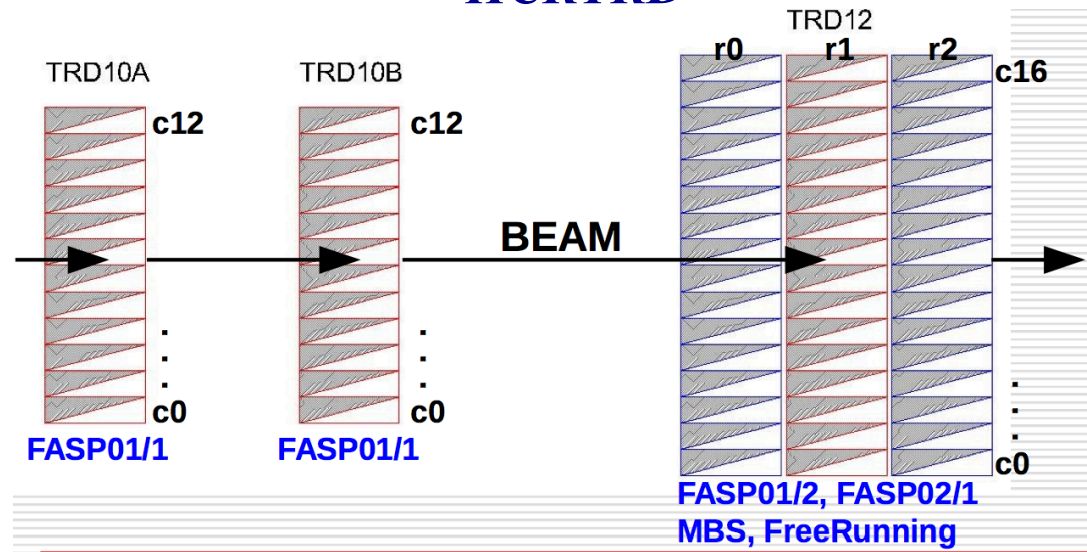 TRD12
TRD10A
TRD10B
r0 r1 r2
c16
c12
c12
BEAM
.
.
.
.
.
.
.
.
.
c0
c0
c0
FASP01/1
FASP01/1
FASP01/2, FASP02/1
MBS, FreeRunning